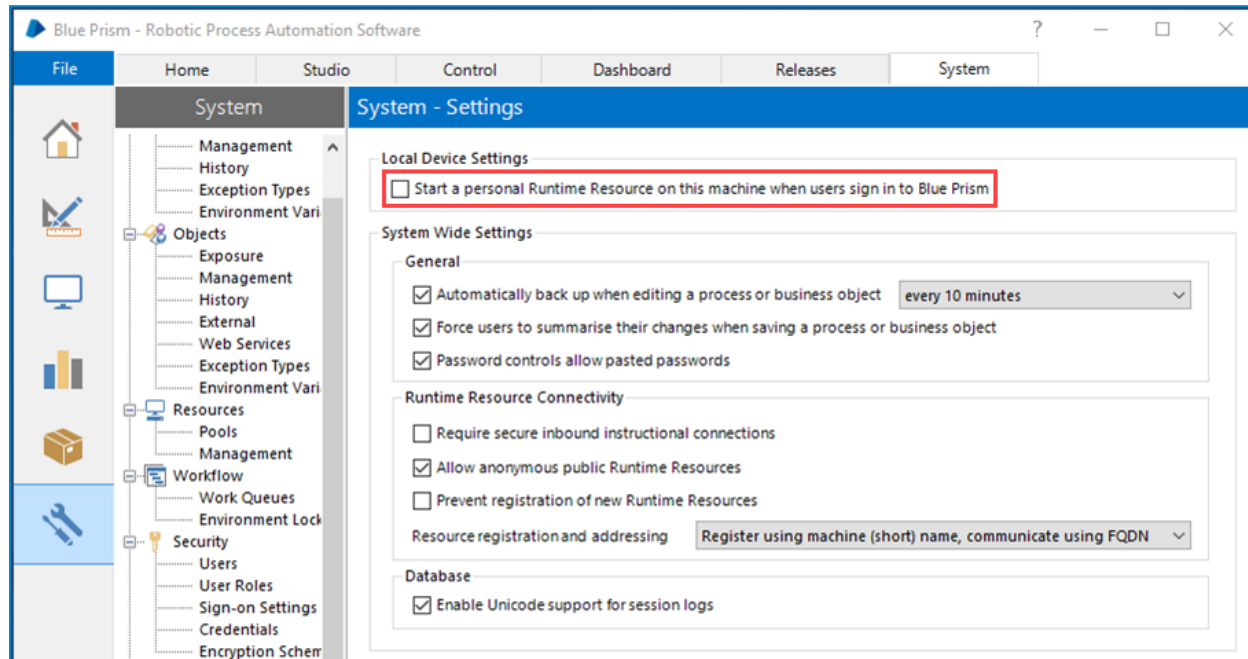 Blue Prism - Robotic Process Automation Software
?
File
Home
Studio
Control
Dashboard
Releases
System
System
System - Settings
Management
History
Exception Types
Environment Vari
Objects
Exposure
Management
History
External
Web Services
Exception Types
Environment Vari
Resources
Pools
Management
Workflow
Work Queues
Environment Lock
Security
Users
User Roles
Sign-on Settings
Credentials
Encryption Schem
Local Device Settings
Start a personal Runtime Resource on this machine when users sign in to Blue Prism
System Wide Settings
General
Automatically back up when editing a process or business object every 10 minutes
Force users to summarise their changes when saving a process or business object
Password controls allow pasted passwords
Runtime Resource Connectivity
Require secure inbound instructional connections
Allow anonymous public Runtime Resources
Prevent registration of new Runtime Resources
Resource registration and addressing Register using machine (short) name, communicate using FQDN
Database
Enable Unicode support for session logs